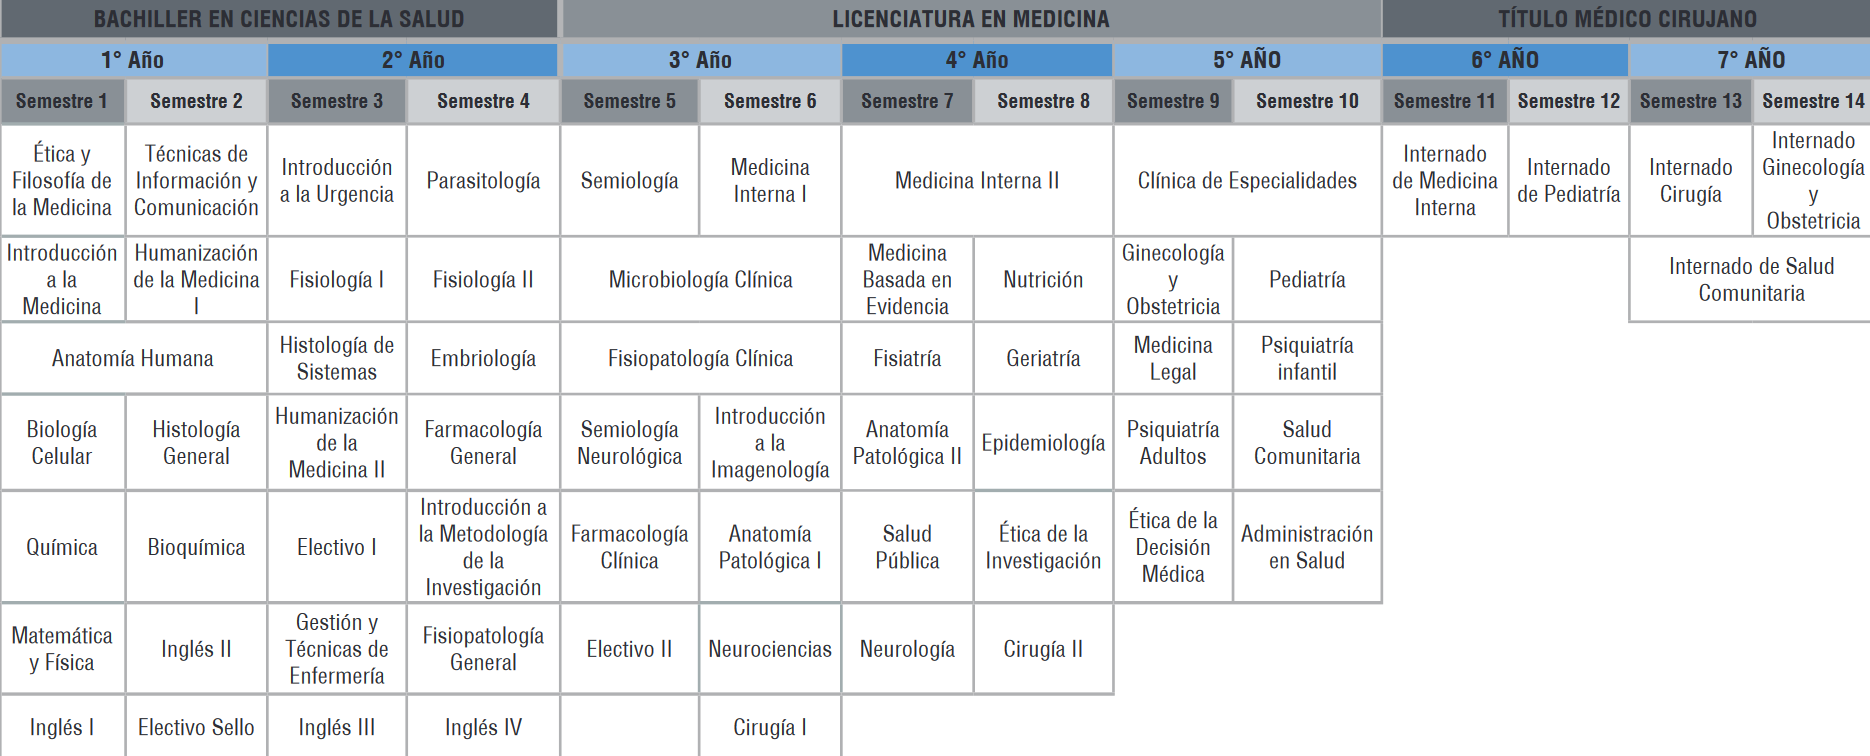 BACHILLER EN CIENCIAS DE LA SALUD LICENCIATURA EN MEDICINA TÍTULO MÉDICO CIRUJANO
1° Año 2° Año 3° Año 4° Año 5° AÑO 6° AÑO 7° AÑO
Semestre 1 Semestre 2 Semestre 3 Semestre 4 Semestre 5 Semestre 6 Semestre 7 Semestre 8 Semestre 9 Semestre 10 Semestre 11 Semestre 12 Semestre 13 Semestre 14
Ética y
Filosofía de
la Medicina
Técnicas de
Información y
Comunicación
Introducción
a la Urgencia
Parasitología
Semiología
Medicina
Interna I
Medicina Interna II
Clínica de Especialidades
Internado
de Medicina
Interna
Internado
de Pediatría
Internado
Cirugía
Internado
Ginecología
y
Obstetricia
Introducción
a la
Medicina
Humanización
de la Medicina
I
Fisiología I
Fisiología II
Microbiología Clínica
Medicina
Basada en
Evidencia
Nutrición
Ginecología
y
Obstetricia
Pediatría
Internado de Salud
Comunitaria
Anatomía Humana
Histología de
Sistemas
Embriología
Fisiopatología Clínica
Fisiatría
Geriatría
Medicina
Legal
Psiquiatría
infantil
Biología
Celular
Histología
General
Humanización
de la
Medicina II
Farmacología
General
Semiología
Neurológica
Introducción
a la
Imagenología
Anatomía
Patológica II
Epidemiología
Psiquiatría
Adultos
Salud
Comunitaria
Química
Bioquímica
Electivo I
Introducción a
la Metodología
de la
Investigación
Farmacología
Clínica
Anatomía
Patológica I
Salud
Pública
Ética de la
Investigación
Ética de la
Decisión
Médica
Administración
en Salud
Matemática
y Física
Inglés II
Gestión y
Técnicas de
Enfermería
Fisiopatología
General
Electivo II
Neurociencias
Neurología
Cirugía II
Inglés I
Electivo Sello
Inglés III
Inglés IV
Cirugía I